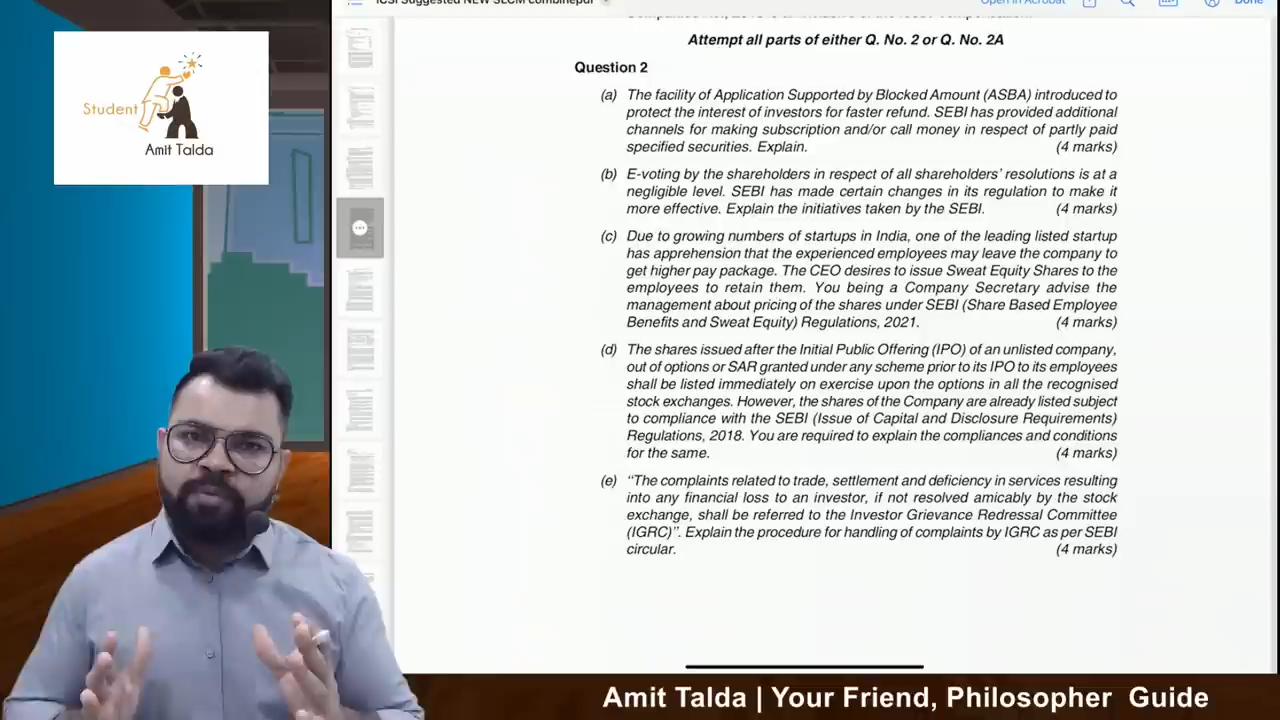 ICSI Suggested NEW SLCM combinepdf
Open in Acrobat
Done
Student
Amit Talda
Attempt all parts of either Q. No. 2 or Q. No. 2A
Question 2
(a) The facility of Application Supported by Blocked Amount (ASBA) introduced to
protect the interest of investors for faster refund. SEBI has provided additional
channels for making subscription and/or call money in respect of partly paid
specified securities. Explain. (4 marks)
(b) E-voting by the shareholders in respect of all shareholders' resolutions is at a
negligible level. SEBI has made certain changes in its regulation to make it
more effective. Explain the initiatives taken by the SEBI. (4 marks)
(c) Due to growing numbers of startups in India, one of the leading listed startup
has apprehension that the experienced employees may leave the company to
get higher pay package. The CEO desires to issue Sweat Equity Shares to the
employees to retain them. You being a Company Secretary advise the
management about pricing of the shares under SEBI (Share Based Employee
Benefits and Sweat Equity) Regulations, 2021. (4 marks)
(d) The shares issued after the Initial Public Offering (IPO) of an unlisted company,
out of options or SAR granted under any scheme prior to its IPO to its employees
shall be listed immediately on exercise upon the options in all the recognised
stock exchanges. However, the shares of the Company are already listed subject
to compliance with the SEBI (Issue of Capital and Disclosure Requirements)
Regulations, 2018. You are required to explain the compliances and conditions
for the same. (4 marks)
(e) "The complaints related to trade, settlement and deficiency in services resulting
into any financial loss to an investor, if not resolved amicably by the stock
exchange, shall be referred to the Investor Grievance Redressal Committee
(IGRC)". Explain the procedure for handling of complaints by IGRC as per SEBI
circular. (4 marks)
Amit Talda | Your Friend, Philosopher Guide